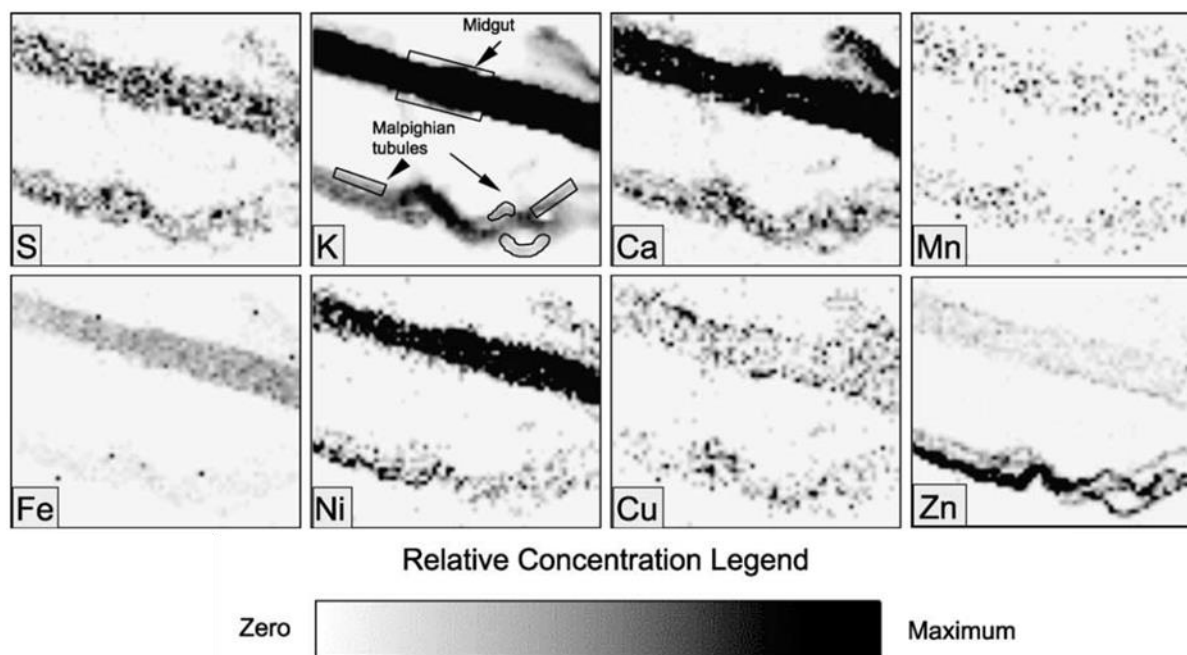 Midgut
Malpighian
tubules
S
K
Ca
Mn
Fe
Ni
Cu
Zn
Relative Concentration Legend
Zero
Maximum